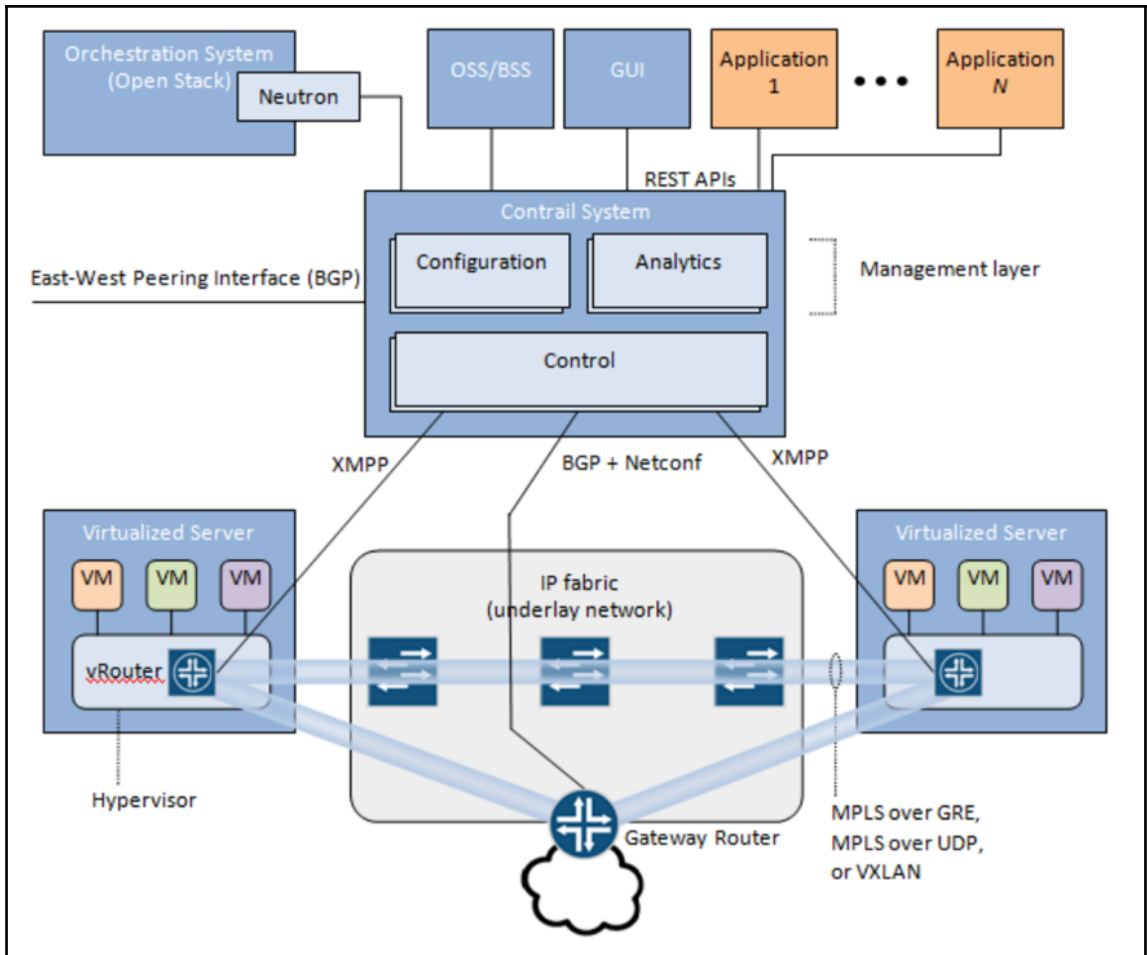 Orchestration System
(Open Stack)
Neutron
OSS/BSS
GUI
Application
1
Application
N
REST APIs
Contrail System
Configuration
Analytics
Management layer
East-West Peering Interface (BGP)
Control
XMPP
BGP + Netconf
XMPP
Virtualized Server
VM
VM
VM
vRouter
Hypervisor
IP fabric
(underlay network)
Virtualized Server
VM
VM
VM
Gateway Router
MPLS over GRE,
MPLS over UDP,
or VXLAN